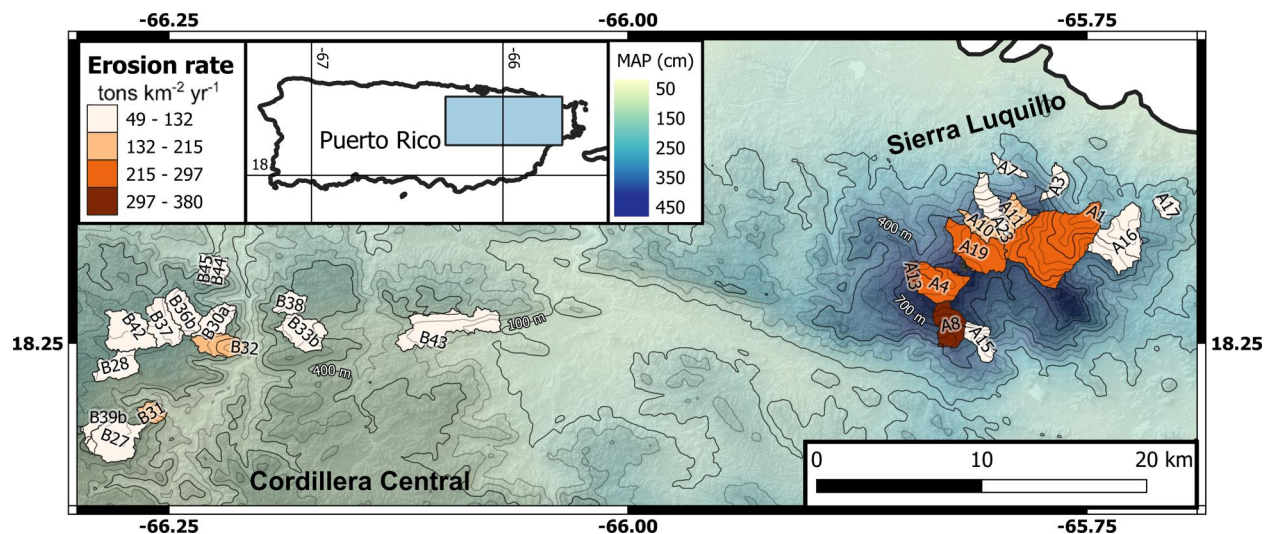 -66.25
-66.00
-65.75
Erosion rate
tons km⁻² yr⁻¹
49 - 132
132 - 215
215 - 297
297 - 380
-67
-66
Puerto Rico
18
MAP (cm)
50
150
250
350
450
Sierra Luquillo
A7
A3
A17
A1
A11
A10
A23
A16
A19
400 m
A13
A4
700 m
A8
A15
B45
B44
B38
B36b
B42
B37
B30a
B33b
B43
100 m
B32
B28
400 m
B39b
B31
B27
18.25
18.25
Cordillera Central
0
10
20 km
-66.25
-66.00
-65.75